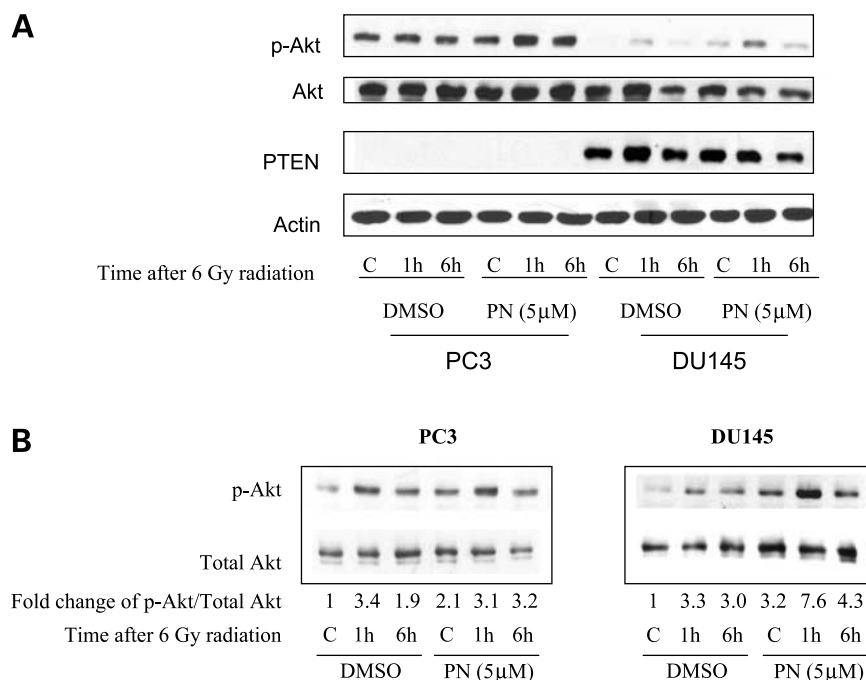 A
p-Akt
Akt
PTEN
Actin
Time after 6 Gy radiation C 1h 6h C 1h 6h C 1h 6h C 1h 6h
DMSO PN (5μM) DMSO PN (5μM)
PC3 DU145
B
PC3 DU145
p-Akt
Total Akt
Fold change of p-Akt/Total Akt 1 3.4 1.9 2.1 3.1 3.2 1 3.3 3.0 3.2 7.6 4.3
Time after 6 Gy radiation C 1h 6h C 1h 6h C 1h 6h C 1h 6h
DMSO PN (5μM) DMSO PN (5μM)